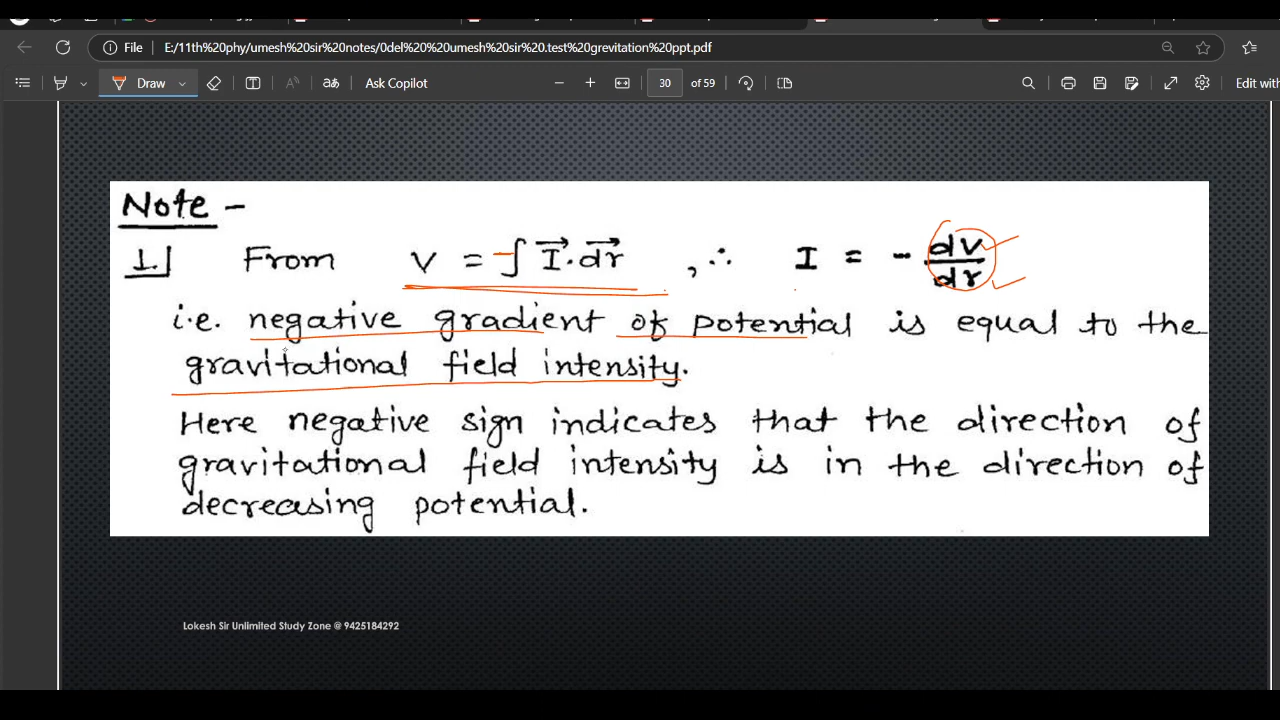 File E:/11th%20phy/umesh%20sir%20notes/0del%20%20umesh%20sir%20.test%20grevitation%20ppt.pdf
Draw aあ Ask Copilot 30 of 59 Edit with
Note -
1. From V = -∫ I⃗.dr⃗ , ∴ I = - dV/dr
i.e. negative gradient of potential is equal to the
gravitational field intensity.
Here negative sign indicates that the direction of
gravitational field intensity is in the direction of
decreasing potential.
Lokesh Sir Unlimited Study Zone @ 9425184292